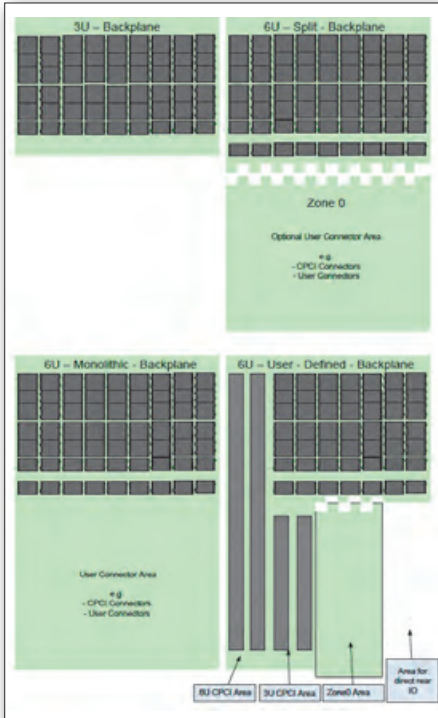 3U – Backplane
6U – Split - Backplane
Zone 0
Optional User Connector Area
e.g.
- CPCI Connectors
- User Connectors
6U – Monolithic - Backplane
6U – User - Defined - Backplane
User Connector Area
e.g.
- CPCI Connectors
- User Connectors
6U CPCI Area
3U CPCI Area
Zone0 Area
Area for
direct rear
IO